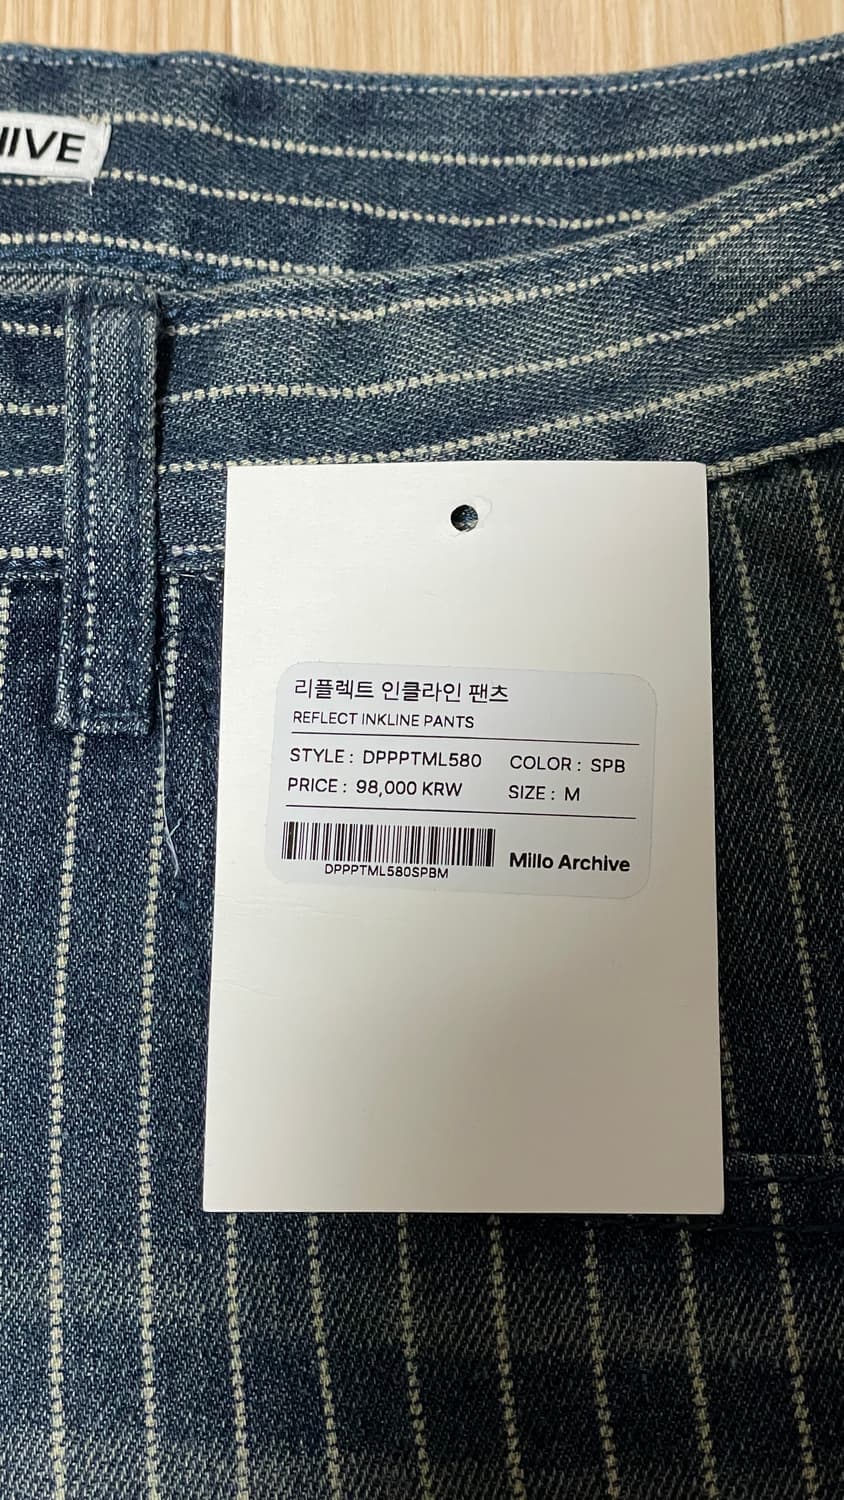 HIVE
리플렉트 인클라인 팬츠
REFLECT INKLINE PANTS
STYLE : DPPPTML580 COLOR : SPB
PRICE : 98,000 KRW SIZE : M
DPPPTML580SPBM
Millo Archive